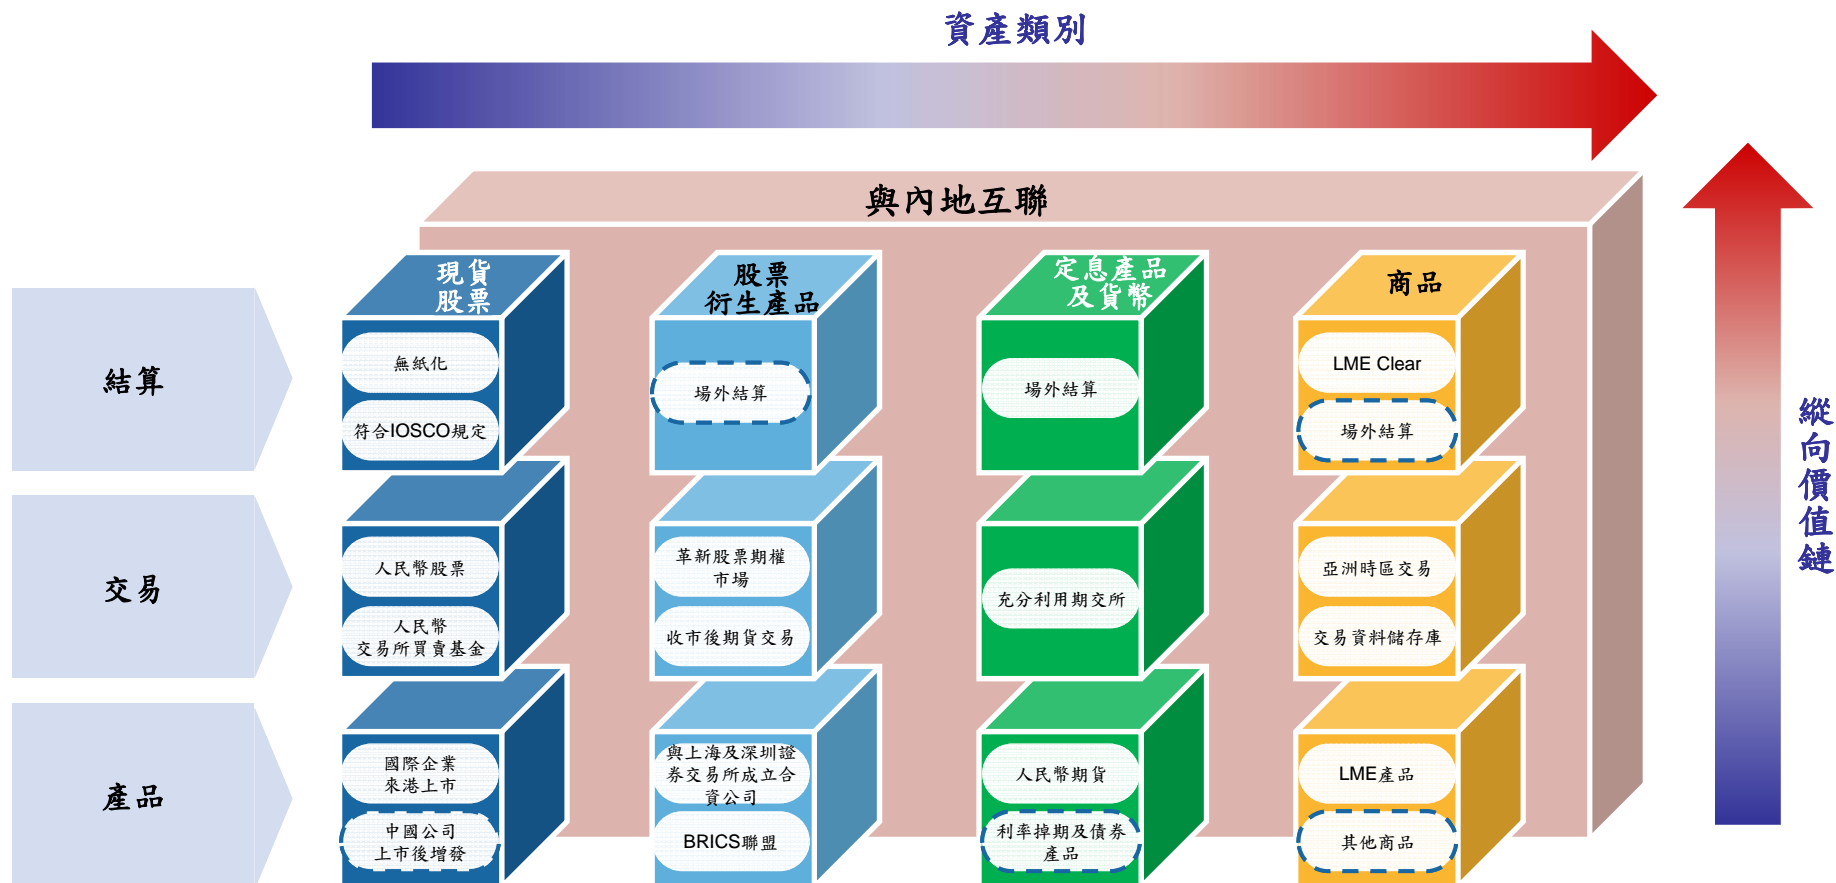 資產類別
與內地互聯
現貨
股票
股票
衍生產品
定息產品
及貨幣
商品
結算
無紙化
符合IOSCO規定
場外結算
場外結算
LME Clear
場外結算
交易
人民幣股票
人民幣
交易所買賣基金
革新股票期權
市場
收市後期貨交易
充分利用期交所
亞洲時區交易
交易資料儲存庫
產品
國際企業
來港上市
中國公司
上市後增發
與上海及深圳證
券交易所成立合
資公司
BRICS聯盟
人民幣期貨
利率掉期及債券
產品
LME產品
其他商品
縱向價值鏈